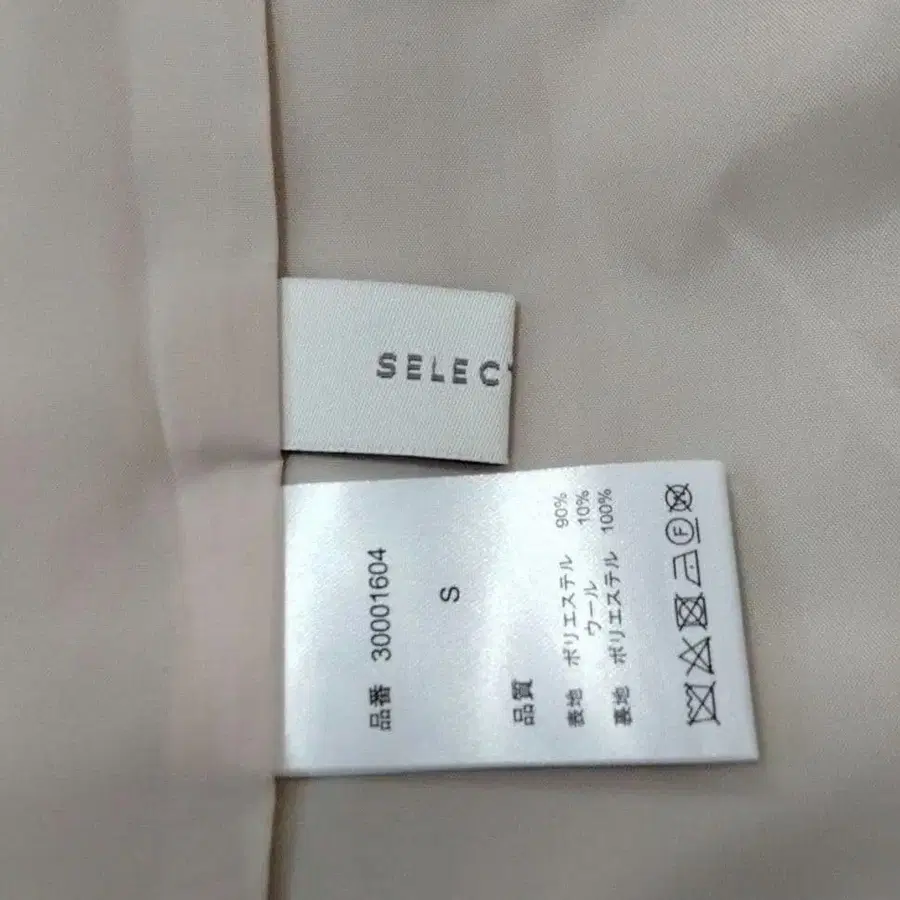 SELEC
品番 30001604
S
品質
表地 ポリエステル 90%
ウール 10%
裏地 ポリエステル 100%
F